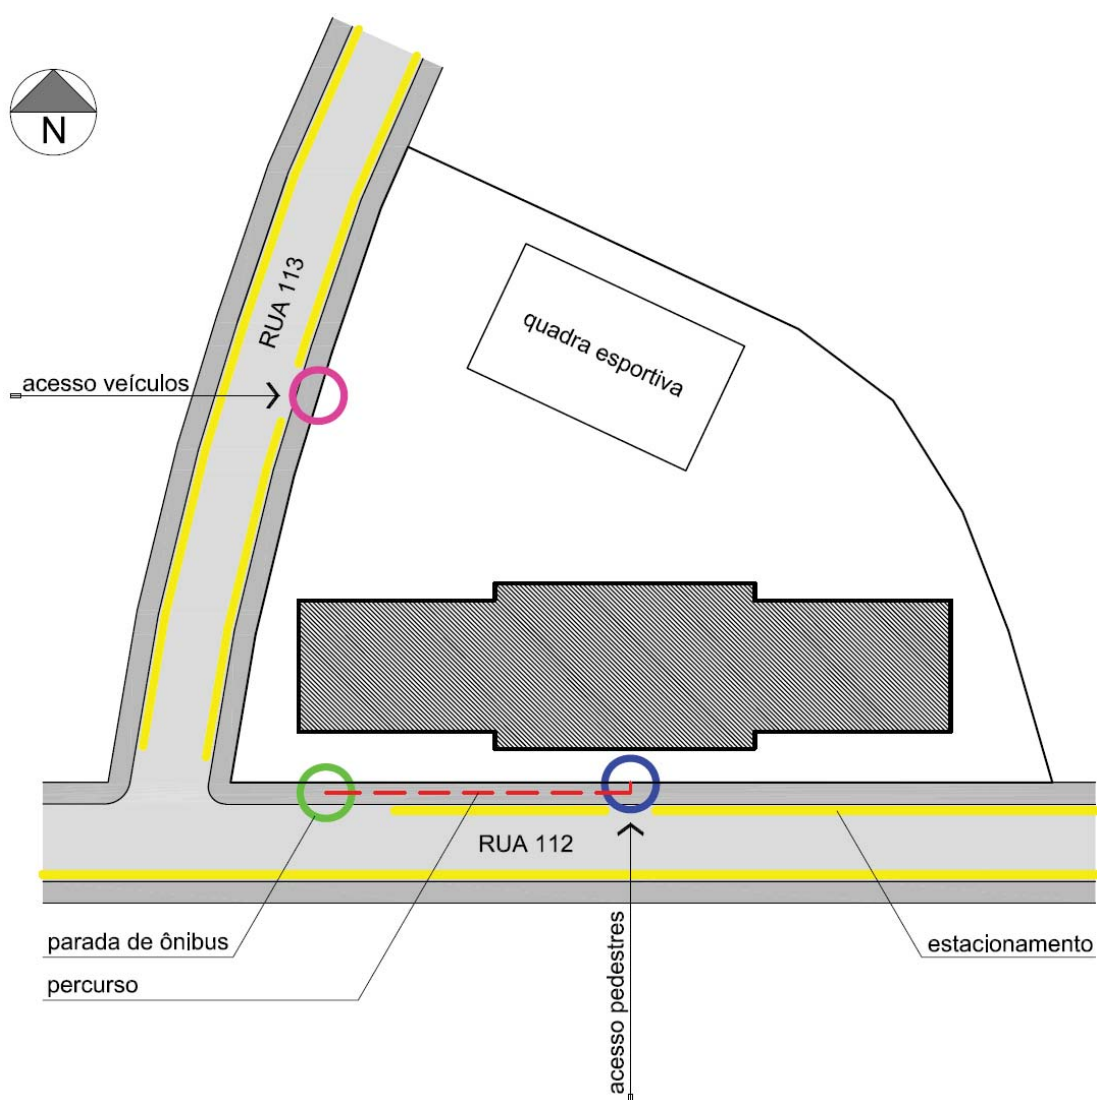 N
RUA 113
quadra esportiva
acesso veículos
RUA 112
parada de ônibus
estacionamento
percurso
acesso pedestres